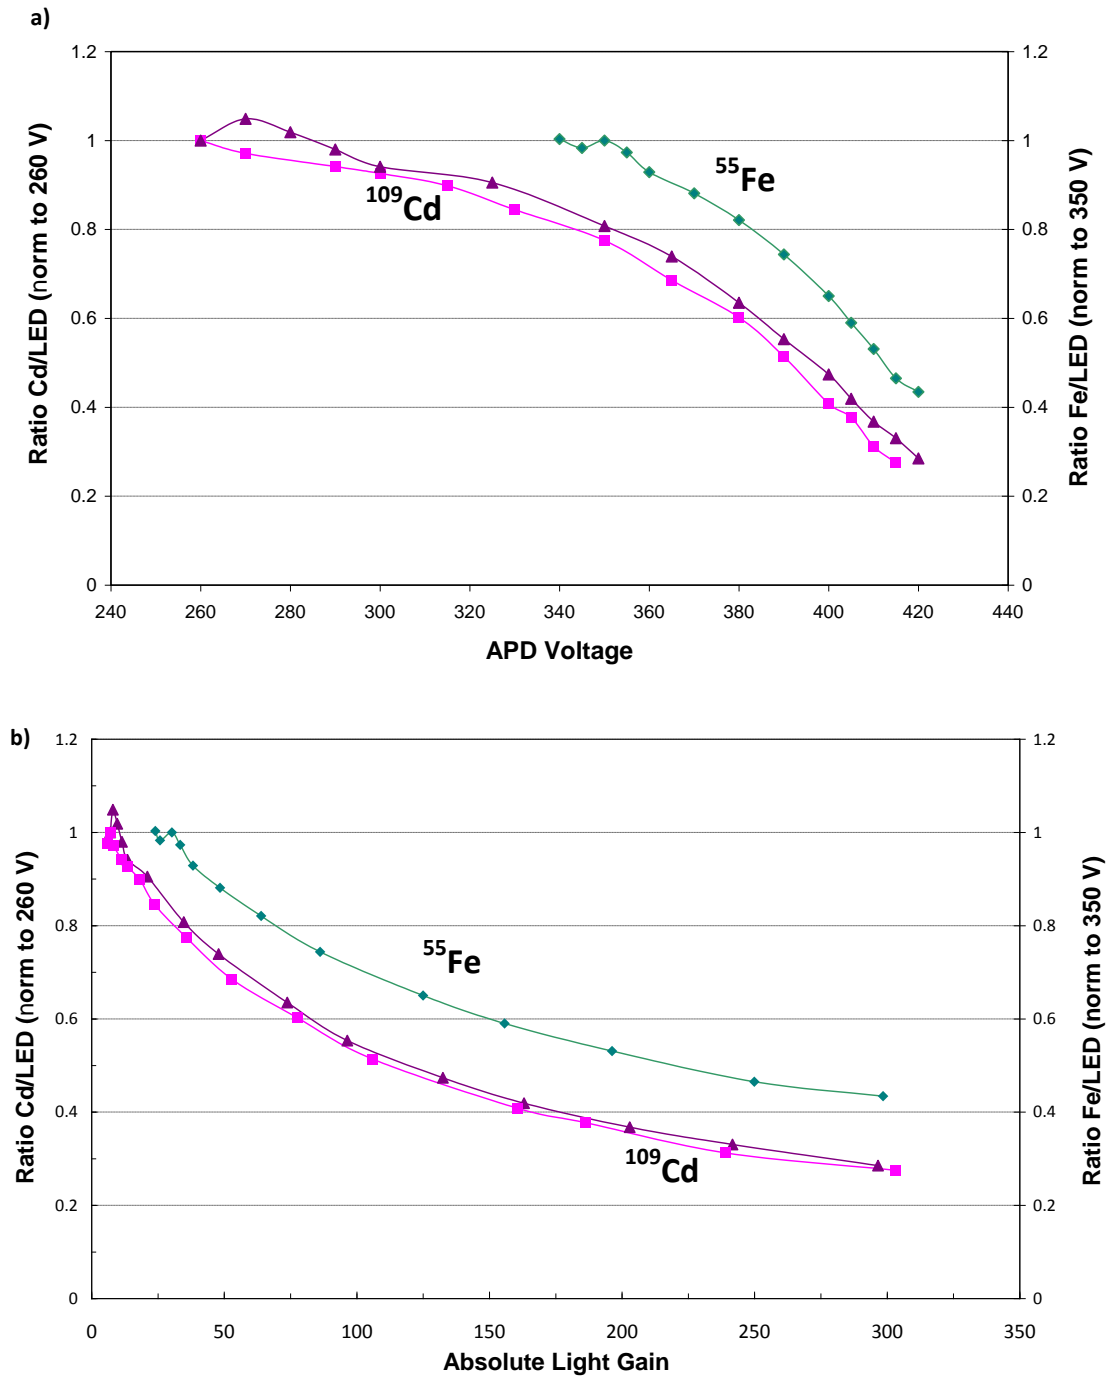 a)
1.2 1.2
1 1
0.8 0.8
0.6 0.6
0.4 0.4
0.2 0.2
0 0
240 260 280 300 320 340 360 380 400 420 440
APD Voltage
Ratio Cd/LED (norm to 260 V)
Ratio Fe/LED (norm to 350 V)
55Fe
109Cd
b)
1.2 1.2
1 1
0.8 0.8
0.6 0.6
0.4 0.4
0.2 0.2
0 0
0 50 100 150 200 250 300 350
Absolute Light Gain
Ratio Cd/LED (norm to 260 V)
Ratio Fe/LED (norm to 350 V)
55Fe
109Cd